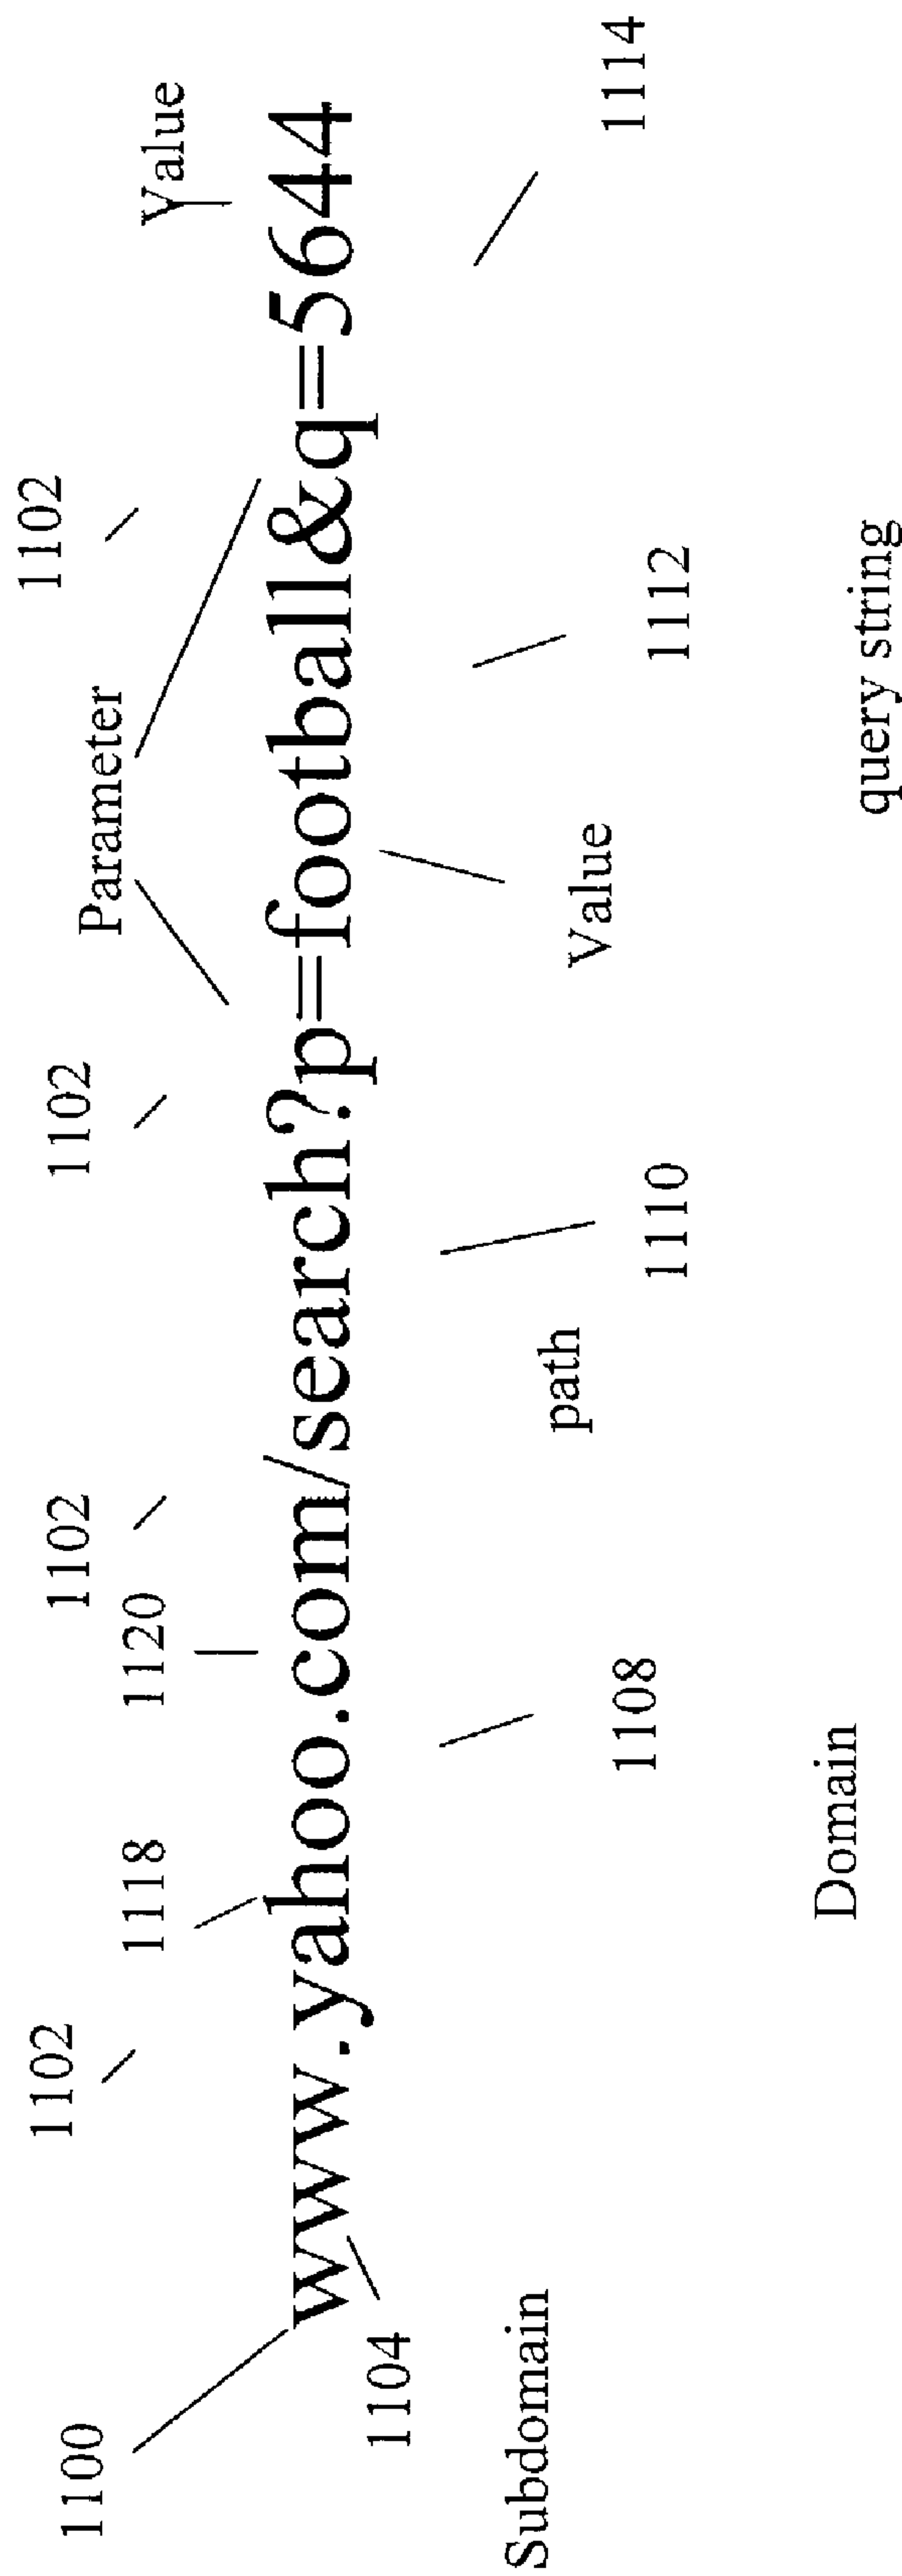 1102 Parameter 1102 Value
1100 1102 1118 1120 1102
www.yahoo.com/search?p=football&q=5644
1104 1108 path 1110 Value 1112 1114
Subdomain Domain query string